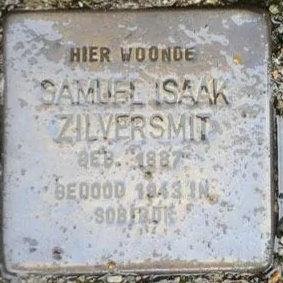 HIER WOONDE
SAMUEL ISAAK
ZILVERSMIT
GEB. 1887
GEDOOD 1943 IN
SOBIBOR